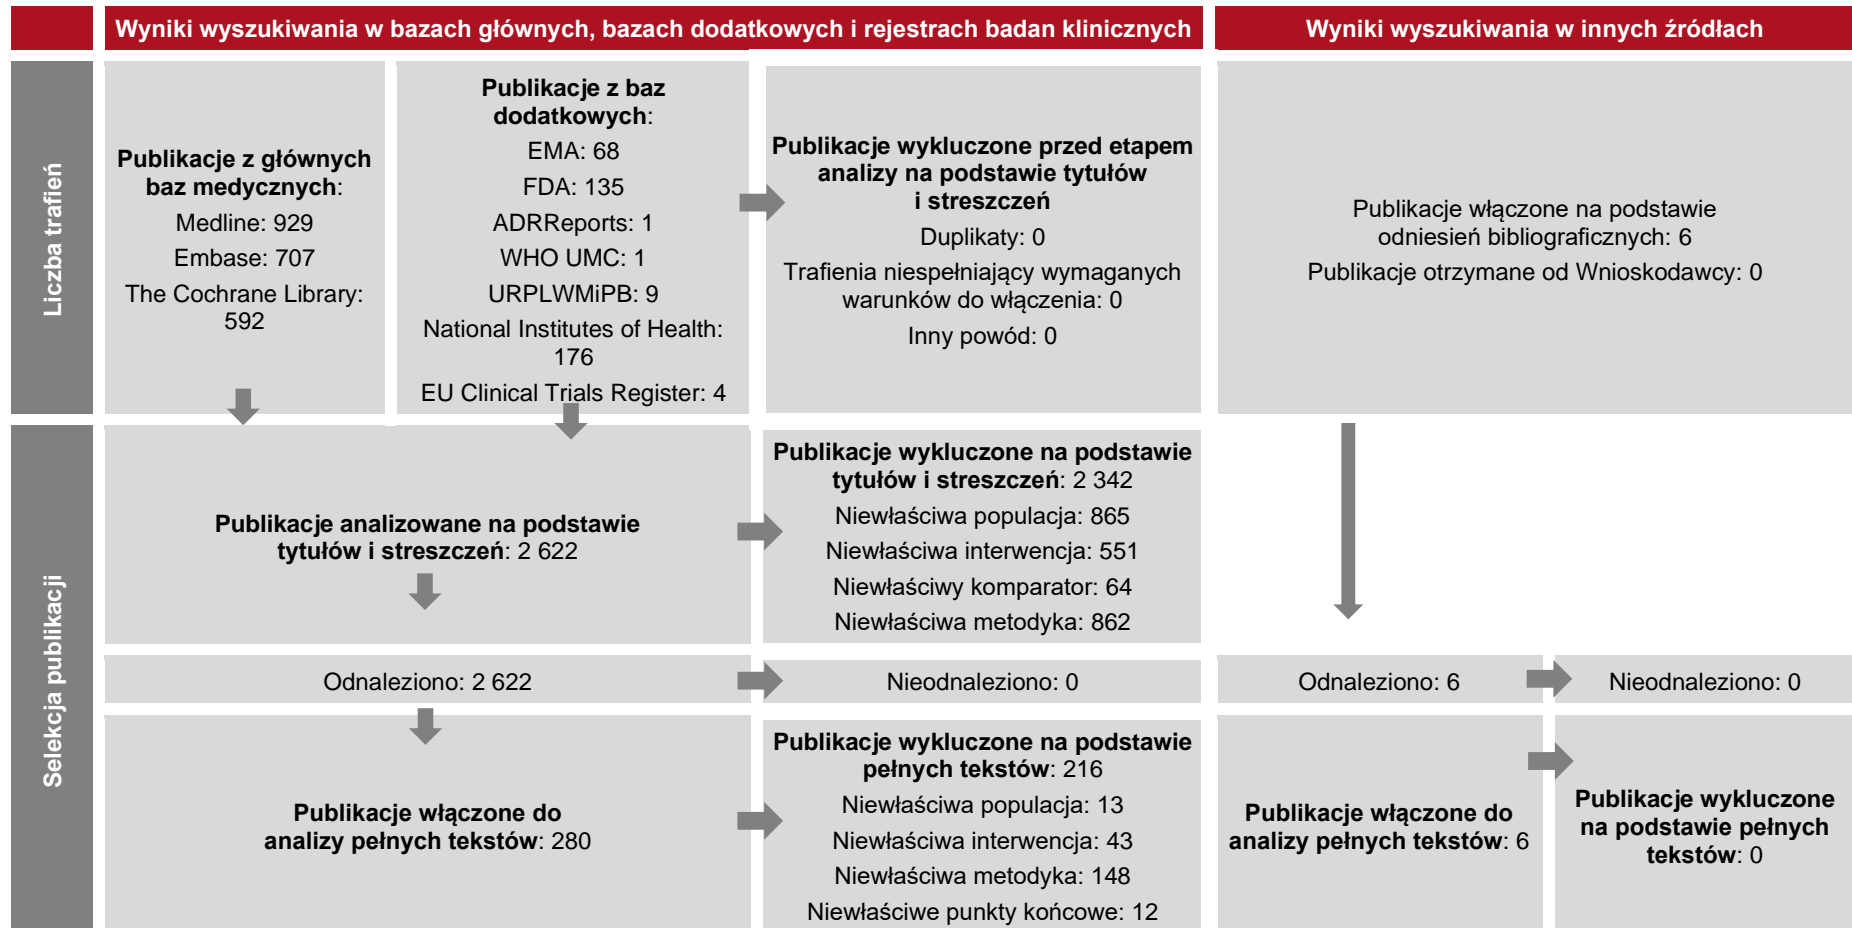 Wyniki wyszukiwania w bazach głównych, bazach dodatkowych i rejestrach badan klinicznych
Wyniki wyszukiwania w innych źródłach
Liczba trafień
Publikacje z głównych
baz medycznych:
Medline: 929
Embase: 707
The Cochrane Library:
592
Publikacje z baz
dodatkowych:
EMA: 68
FDA: 135
ADRReports: 1
WHO UMC: 1
URPLWMiPB: 9
National Institutes of Health:
176
EU Clinical Trials Register: 4
Publikacje wykluczone przed etapem
analizy na podstawie tytułów
i streszczeń
Duplikaty: 0
Trafienia niespełniający wymaganych
warunków do włączenia: 0
Inny powód: 0
Publikacje włączone na podstawie
odniesień bibliograficznych: 6
Publikacje otrzymane od Wnioskodawcy: 0
Selekcja publikacji
Publikacje analizowane na podstawie
tytułów i streszczeń: 2 622
Publikacje wykluczone na podstawie
tytułów i streszczeń: 2 342
Niewłaściwa populacja: 865
Niewłaściwa interwencja: 551
Niewłaściwy komparator: 64
Niewłaściwa metodyka: 862
Odnaleziono: 2 622
Nieodnaleziono: 0
Odnaleziono: 6
Nieodnaleziono: 0
Publikacje włączone do
analizy pełnych tekstów: 280
Publikacje wykluczone na podstawie
pełnych tekstów: 216
Niewłaściwa populacja: 13
Niewłaściwa interwencja: 43
Niewłaściwa metodyka: 148
Niewłaściwe punkty końcowe: 12
Publikacje włączone do
analizy pełnych tekstów: 6
Publikacje wykluczone
na podstawie pełnych
tekstów: 0